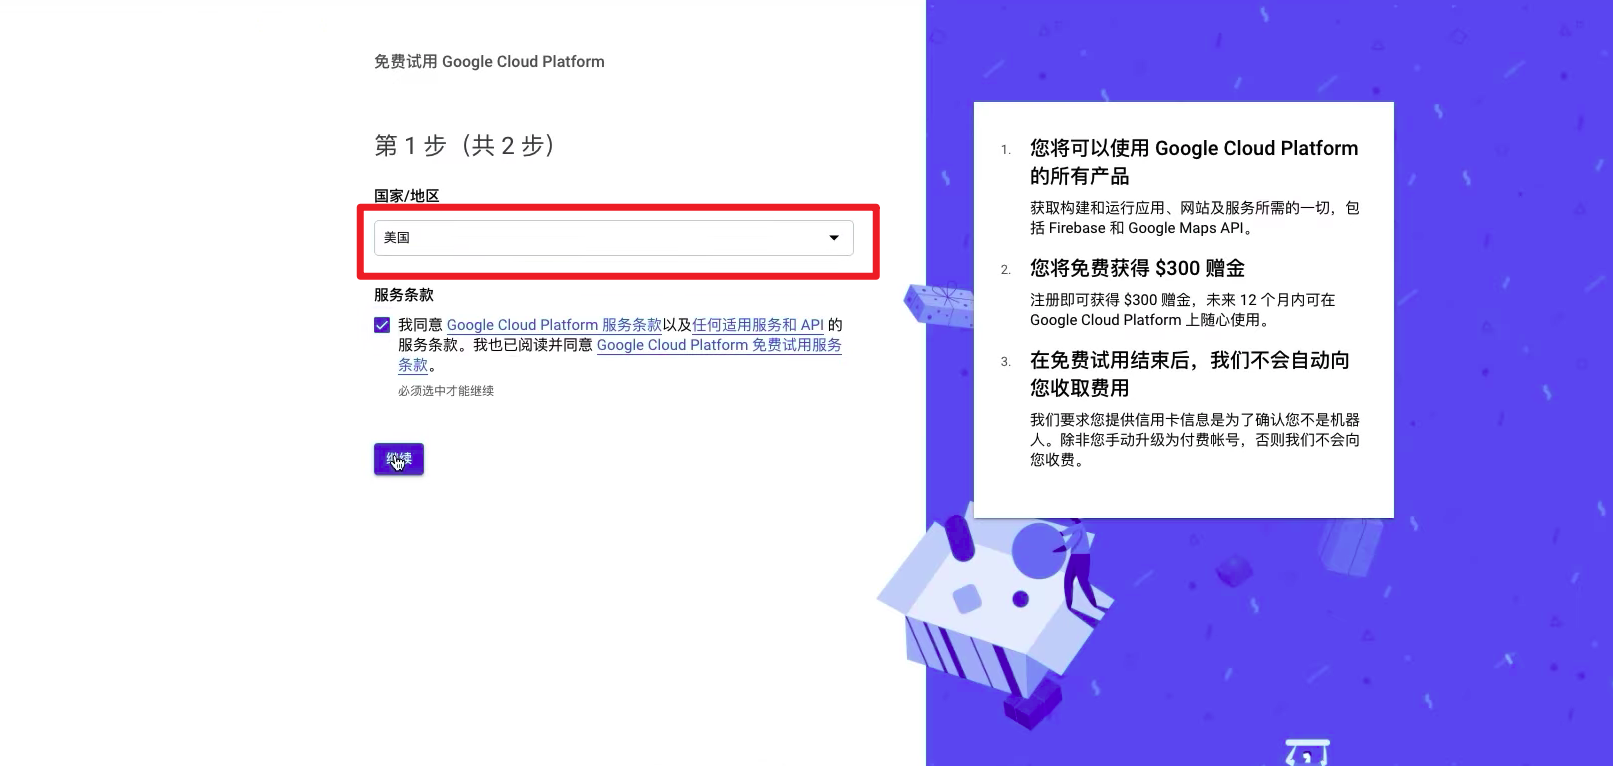 免费试用 Google Cloud Platform
第 1 步（共 2 步）
国家/地区
美国
服务条款
我同意 Google Cloud Platform 服务条款以及任何适用服务和 API 的
服务条款。我也已阅读并同意 Google Cloud Platform 免费试用服务
条款。
必须选中才能继续
继续
1. 您将可以使用 Google Cloud Platform
的所有产品
获取构建和运行应用、网站及服务所需的一切，包
括 Firebase 和 Google Maps API。
2. 您将免费获得 $300 赠金
注册即可获得 $300 赠金，未来 12 个月内可在
Google Cloud Platform 上随心使用。
3. 在免费试用结束后，我们不会自动向
您收取费用
我们要求您提供信用卡信息是为了确认您不是机器
人。除非您手动升级为付费帐号，否则我们不会向
您收费。